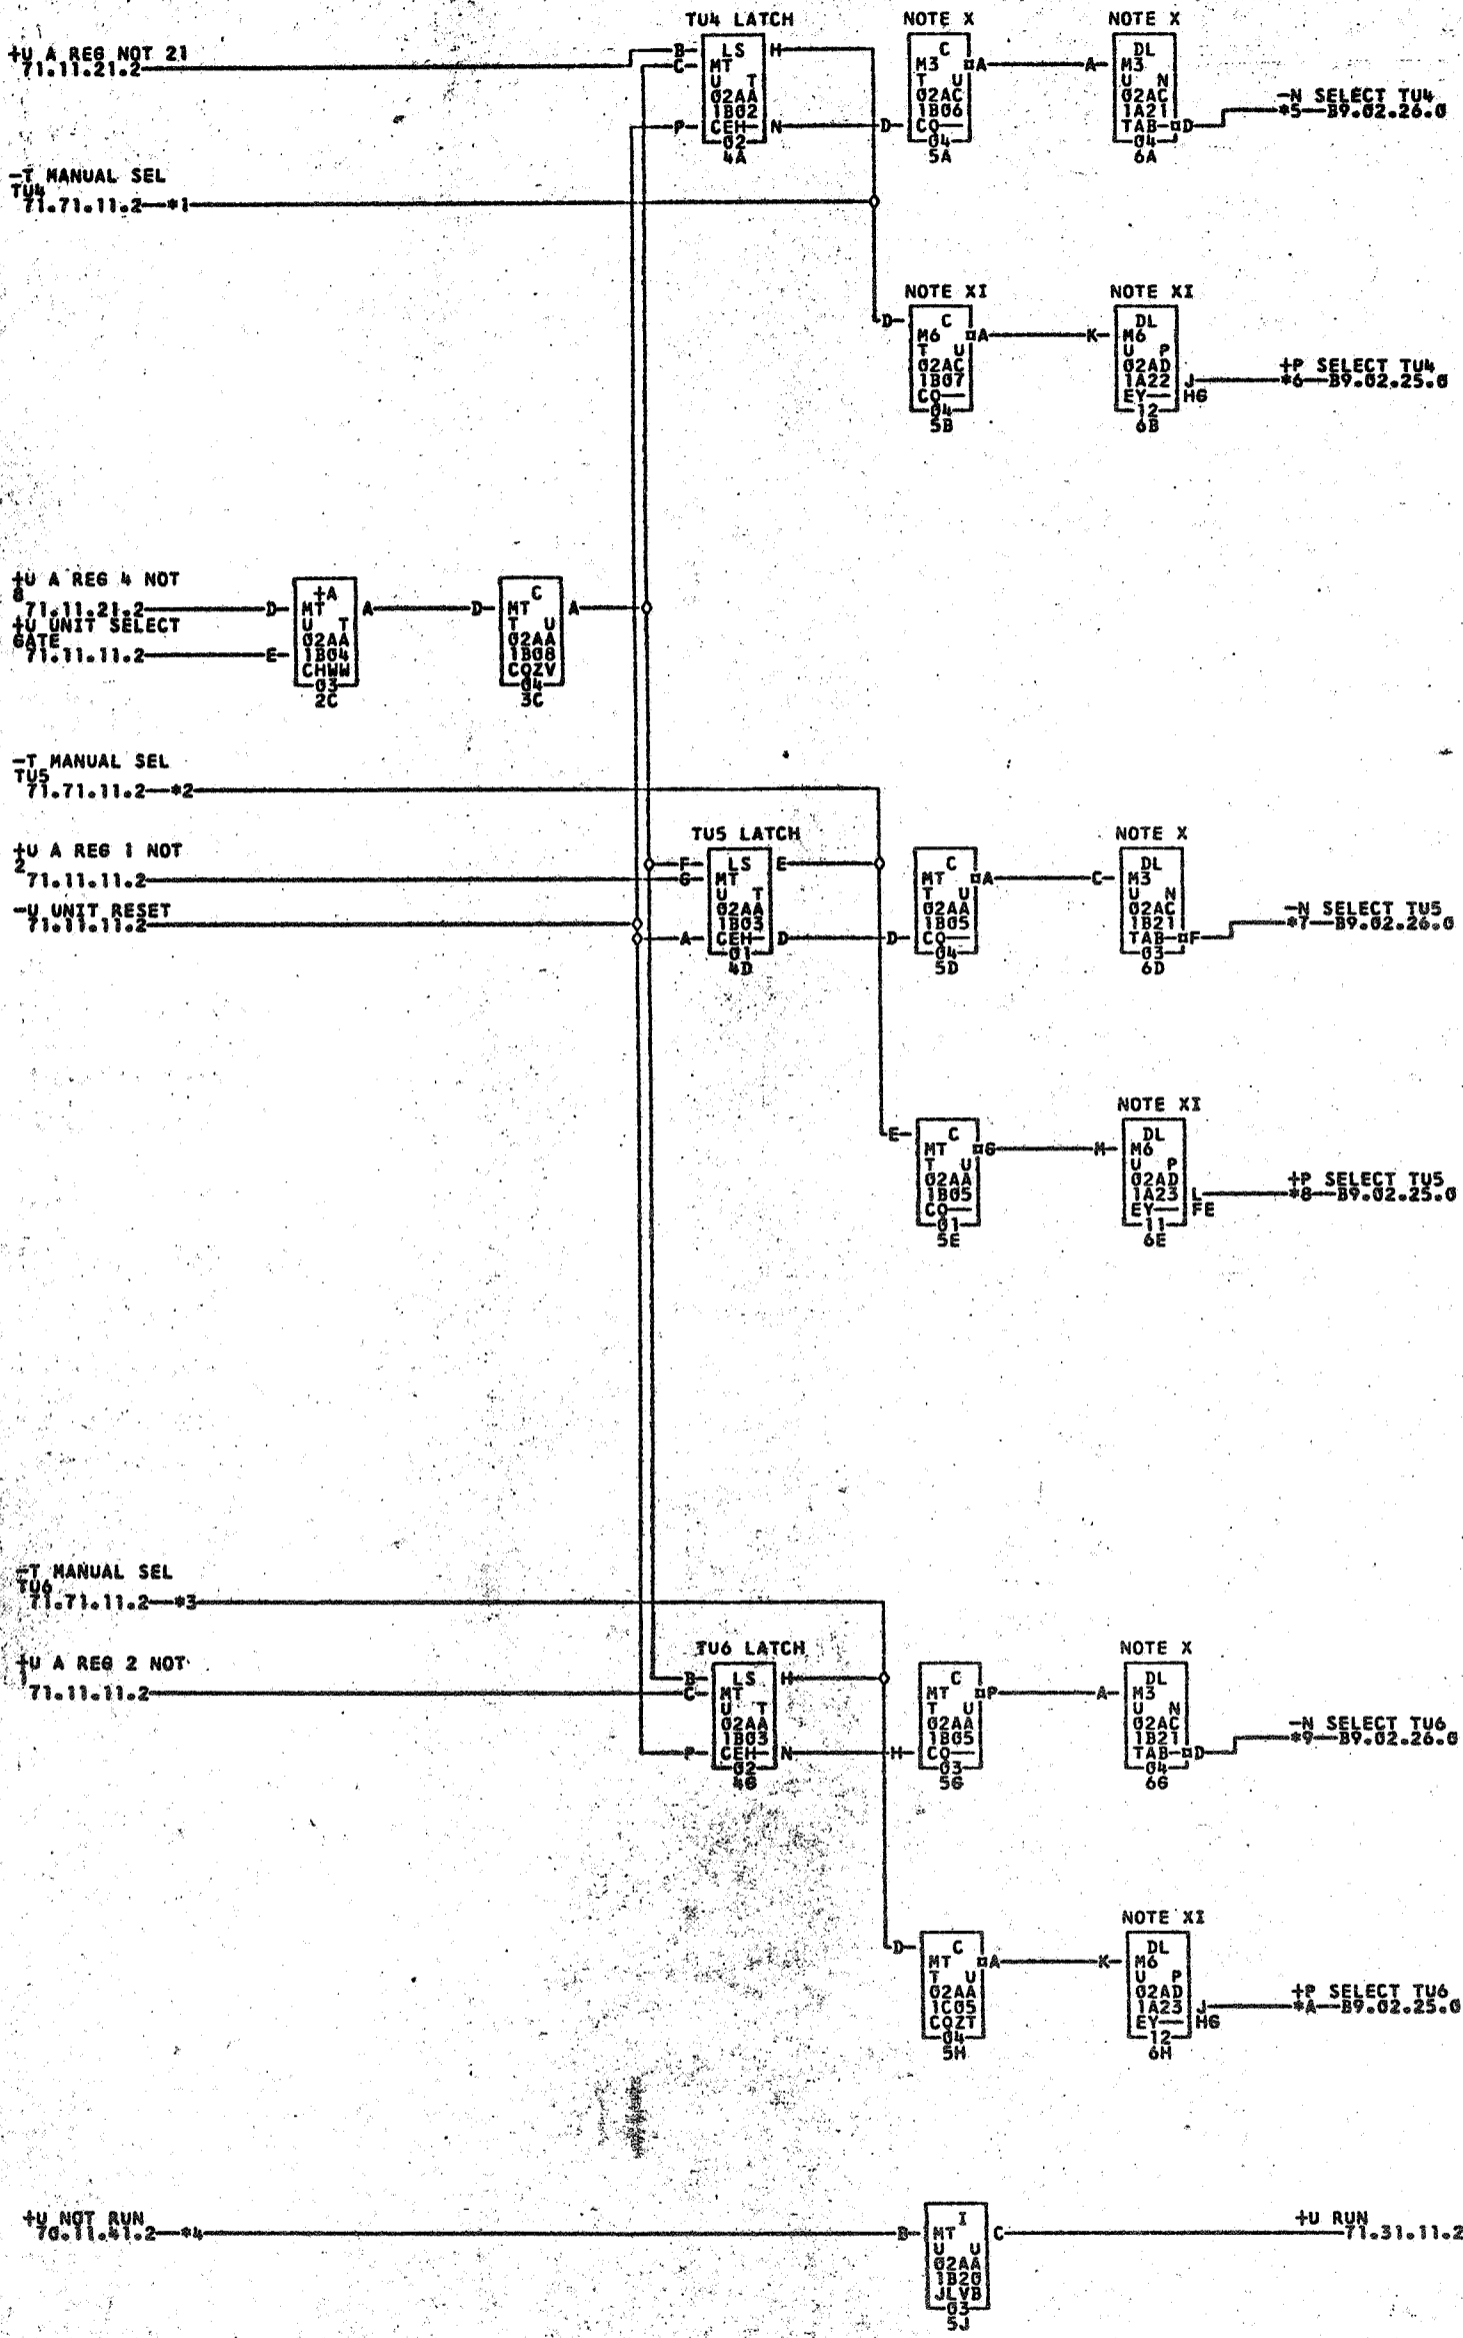 TU4 LATCH NOTE X NOTE X
+U A REG NOT 21
71.11.21.2
B LS H
C MT
U T
02AA
1B02
P CEH N
02
4A
C
M3 ¤A
T U
02AC
1B06
D CQ
04
5A
DL
A M3
U N
02AC
1A21
TAB ¤D
04
6A
-N SELECT TU4
*5 B9.02.26.0
-T MANUAL SEL
TU4
71.71.11.2 *1
NOTE XI NOTE XI
D C
M6 ¤A
T U
02AC
1B07
CQ
04
5B
DL
K M6
U P
02AD
1A22 J
EY HG
12
6B
+P SELECT TU4
*6 B9.02.25.0
+U A REG 4 NOT
8
71.11.21.2
+U UNIT SELECT
GATE
71.11.11.2
+A
D MT A
U T
02AA
E 1B04
CHWW
03
2C
C
D MT A
T U
02AA
1B08
CQZV
04
3C
-T MANUAL SEL
TU5
71.71.11.2 *2
TU5 LATCH NOTE X
+U A REG 1 NOT
2
71.11.11.2
-U UNIT RESET
71.11.11.2
F LS E
G MT
U T
02AA
1B03
A CEH D
01
4D
C
MT ¤A
T U
02AA
1B05
D CQ
04
5D
DL
C M3
U N
02AC
1B21
TAB ¤F
03
6D
-N SELECT TU5
*7 B9.02.26.0
NOTE XI
E C
MT ¤G
T U
02AA
1B05
CQ
01
5E
DL
M M6
U P
02AD
1A23 L
EY FE
11
6E
+P SELECT TU5
*8 B9.02.25.0
-T MANUAL SEL
TU6
71.71.11.2 *3
TU6 LATCH NOTE X
+U A REG 2 NOT
1
71.11.11.2
B LS H
C MT
U T
02AA
1B03
P CEH N
02
4G
C
MT ¤P
T U
02AA
1B05
H CQ
03
5G
DL
A M3
U N
02AC
1B21
TAB ¤D
04
6G
-N SELECT TU6
*9 B9.02.26.0
NOTE XI
D C
MT ¤A
T U
02AA
1C05
CQZT
04
5H
DL
K M6
U P
02AD
1A23 J
EY HG
12
6H
+P SELECT TU6
*A B9.02.25.0
+U NOT RUN
70.11.41.2 *4
I
B MT C
U U
02AA
1B20
JLVB
03
5J
+U RUN
71.31.11.2